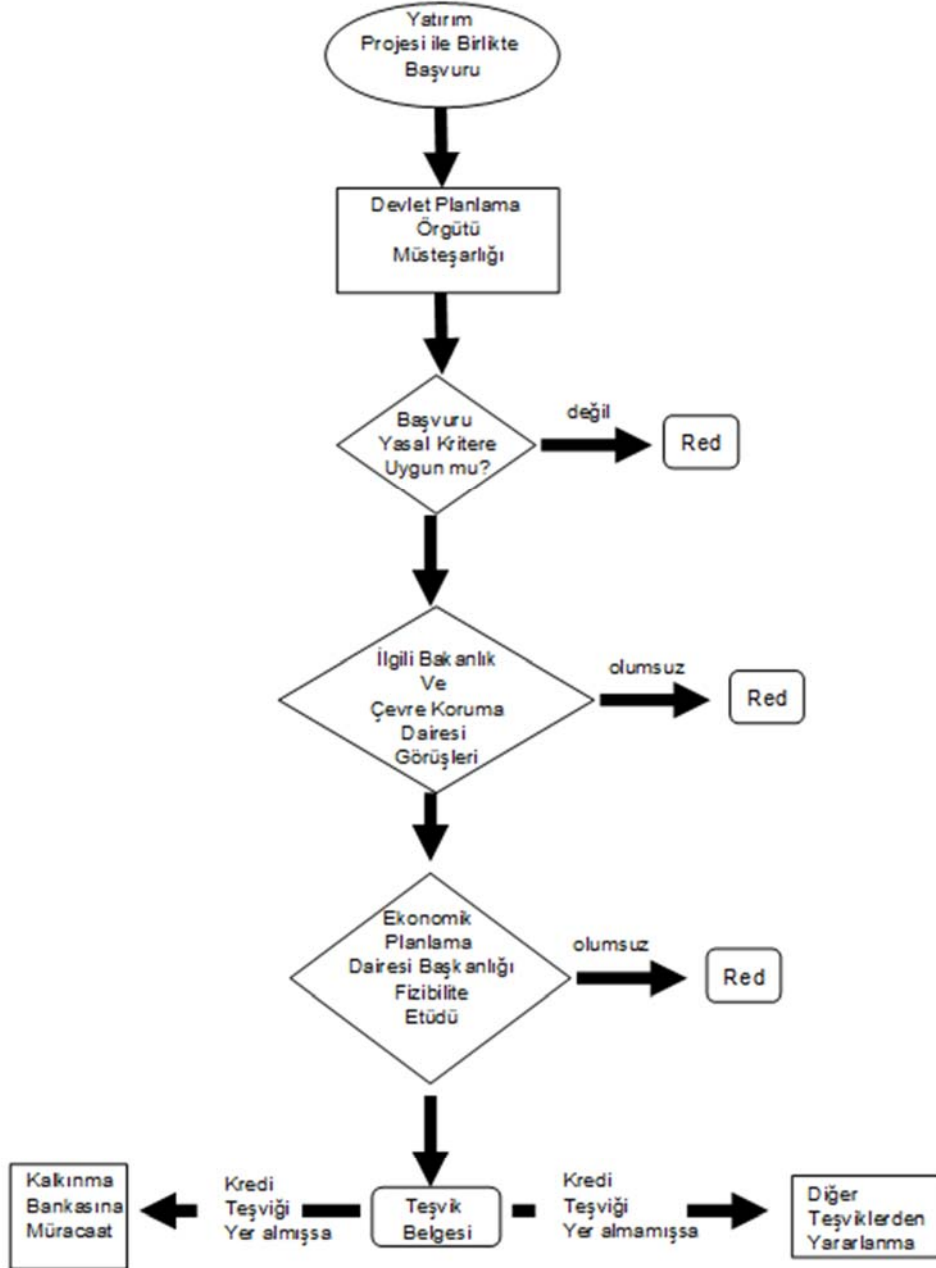 Yatırım
Projesi ile Birlikte
Başvuru
Devlet Planlama
Örgütü
Müsteşarlığı
Başvuru
Yasal Kritere
Uygun mu?
değil
Red
İlgili Bakanlık
Ve
Çevre Koruma
Dairesi
Görüşleri
olumsuz
Red
Ekonomik
Planlama
Dairesi Başkanlığı
Fizibilite
Etüdü
olumsuz
Red
Kalkınma
Bankasına
Müracaat
Kredi
Teşviği
Yer almışsa
Teşvik
Belgesi
Kredi
Teşviği
Yer almamışsa
Diğer
Teşviklerden
Yararlanma